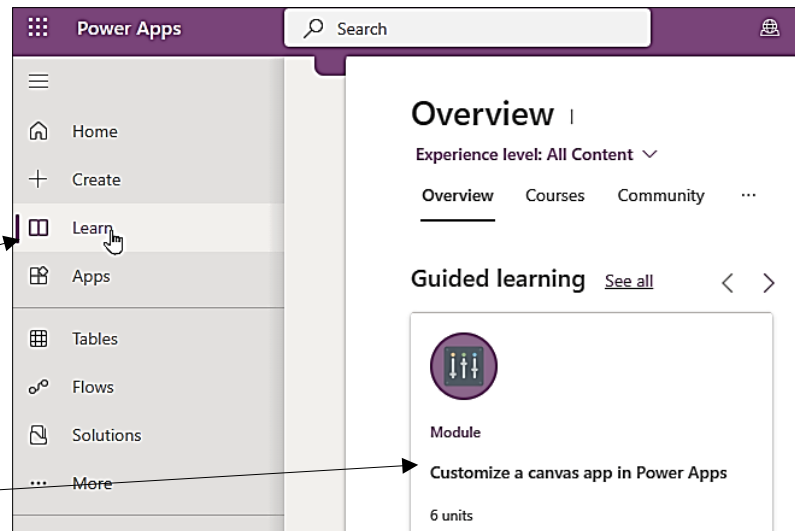 Power Apps
Search
Home
Create
Learn
Apps
Tables
Flows
Solutions
More
Overview
Experience level: All Content
Overview Courses Community ...
Guided learning See all
Module
Customize a canvas app in Power Apps
6 units